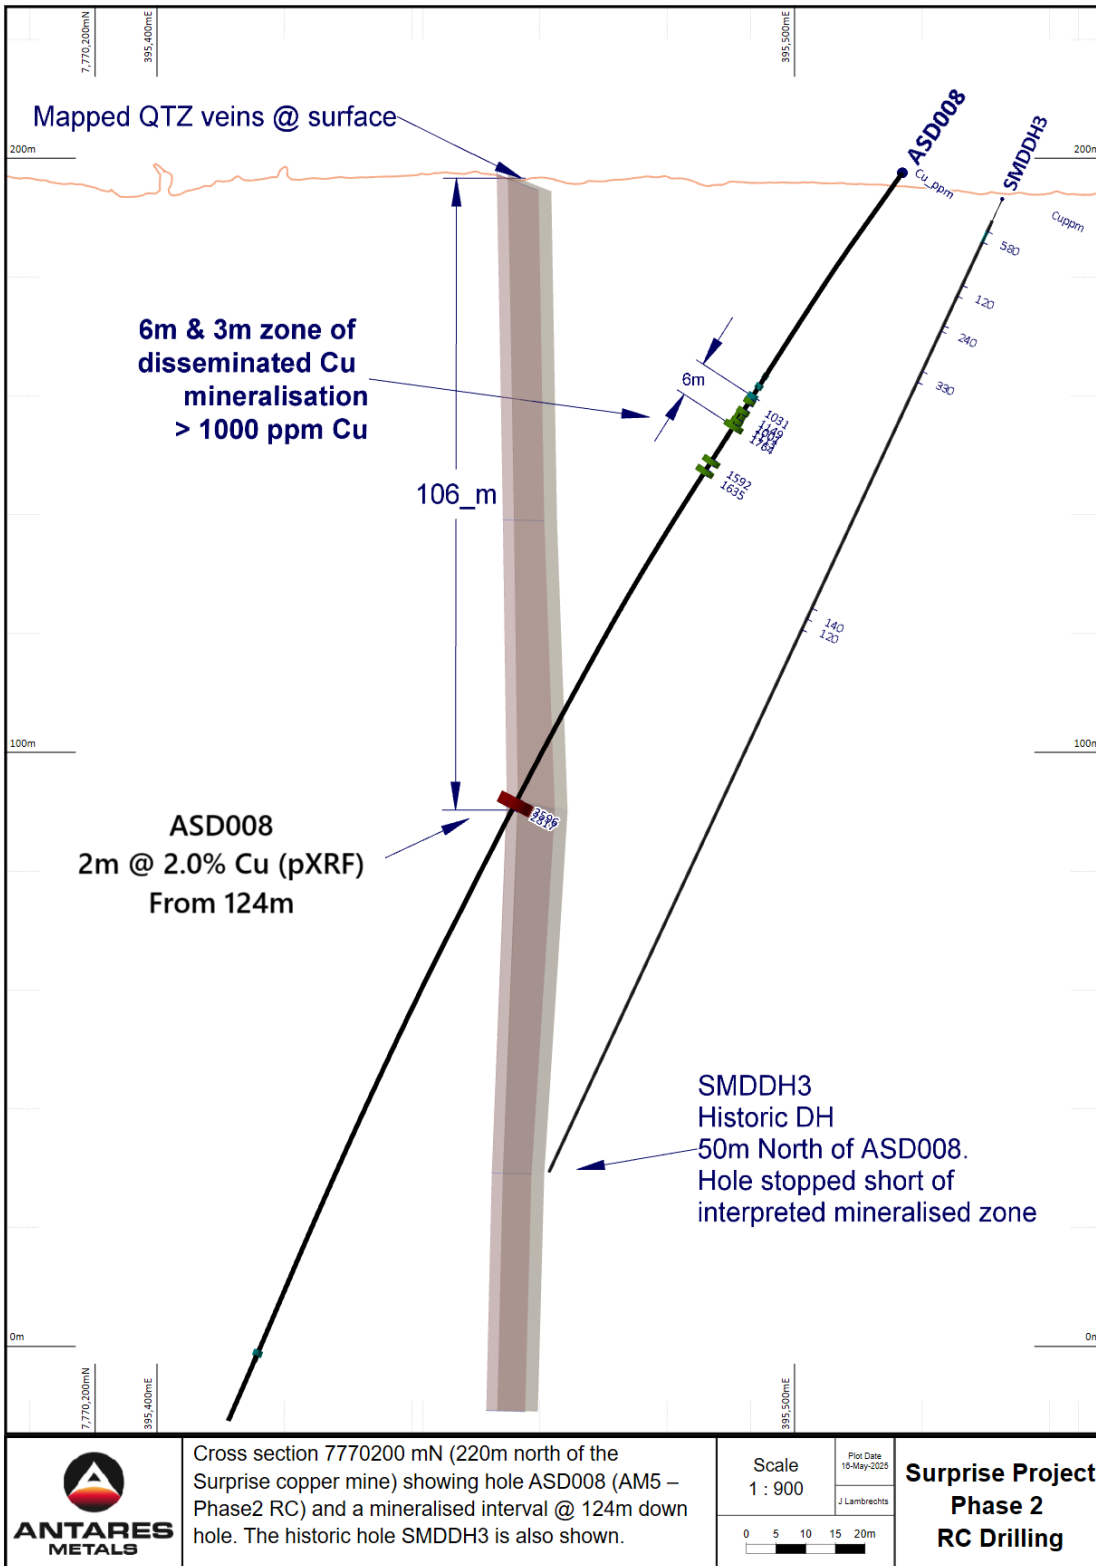 7,770,200mN
395,400mE
395,500mE
Mapped QTZ veins @ surface
ASD008
SMDDH3
200m
200m
Cu_ppm
Cuppm
580
120
240
330
6m & 3m zone of
disseminated Cu
mineralisation
> 1000 ppm Cu
6m
1031
1149
1764
1592
1635
106_m
140
120
100m
100m
3596
2817
ASD008
2m @ 2.0% Cu (pXRF)
From 124m
SMDDH3
Historic DH
50m North of ASD008.
Hole stopped short of
interpreted mineralised zone
0m
0m
7,770,200mN
395,400mE
395,500mE
ANTARES
METALS
Cross section 7770200 mN (220m north of the
Surprise copper mine) showing hole ASD008 (AM5 –
Phase2 RC) and a mineralised interval @ 124m down
hole. The historic hole SMDDH3 is also shown.
Scale
1 : 900
Plot Date
16-May-2025
J Lambrechts
0 5 10 15 20m
Surprise Project
Phase 2
RC Drilling